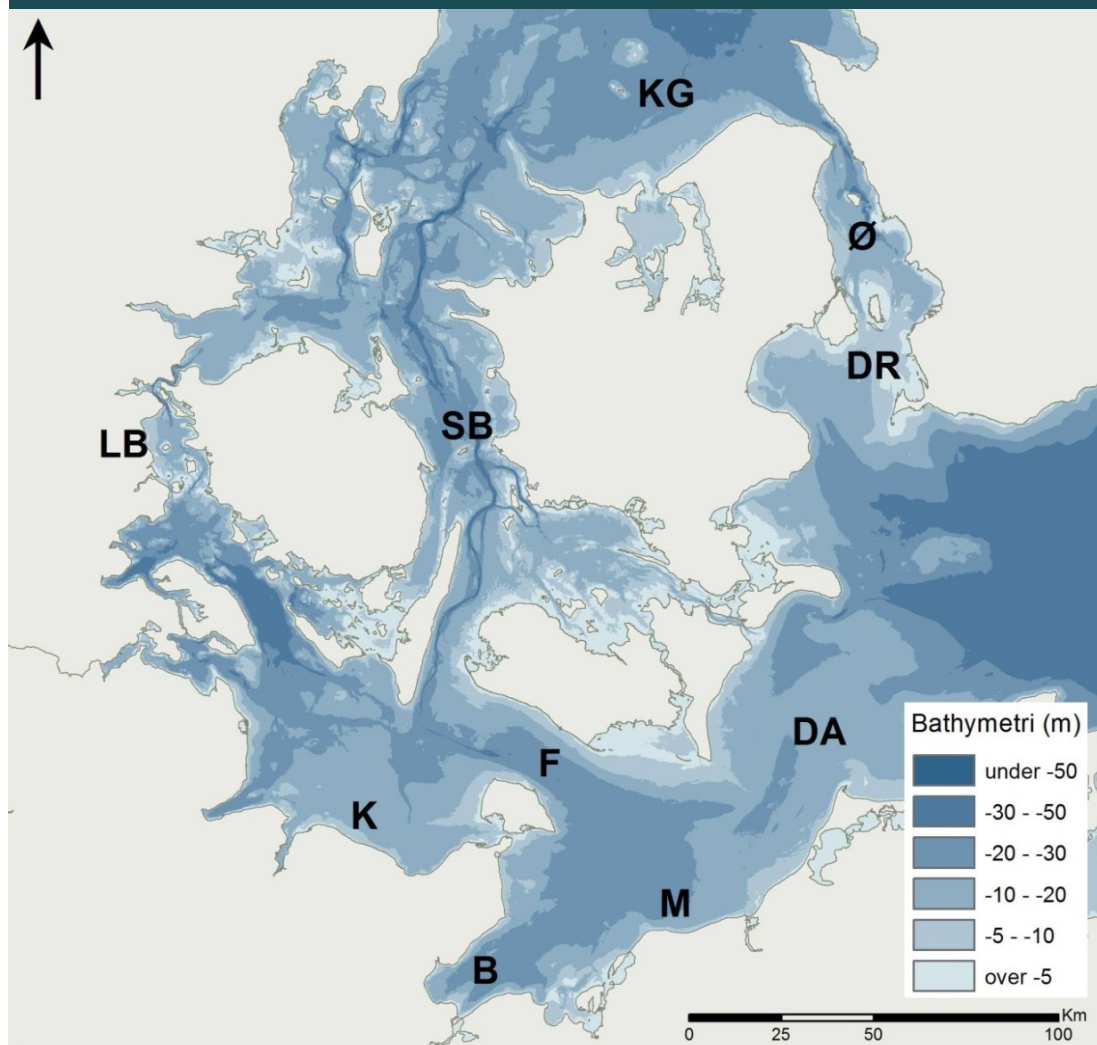 KG
Ø
DR
SB
LB
DA
F
K
M
B
Bathymetri (m)
under -50
-30 - -50
-20 - -30
-10 - -20
-5 - -10
over -5
Km
0 25 50 100